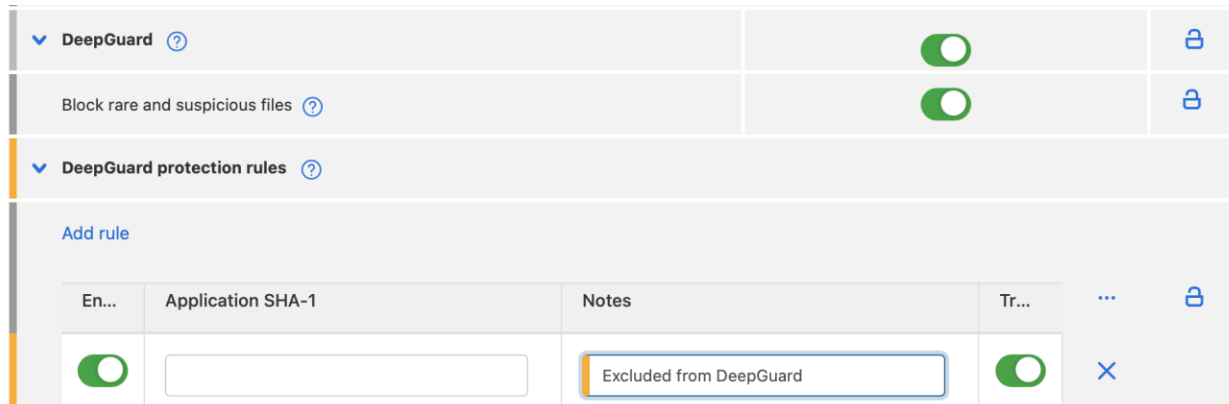 DeepGuard
Block rare and suspicious files
DeepGuard protection rules
Add rule
En... Application SHA-1 Notes Tr...
Excluded from DeepGuard